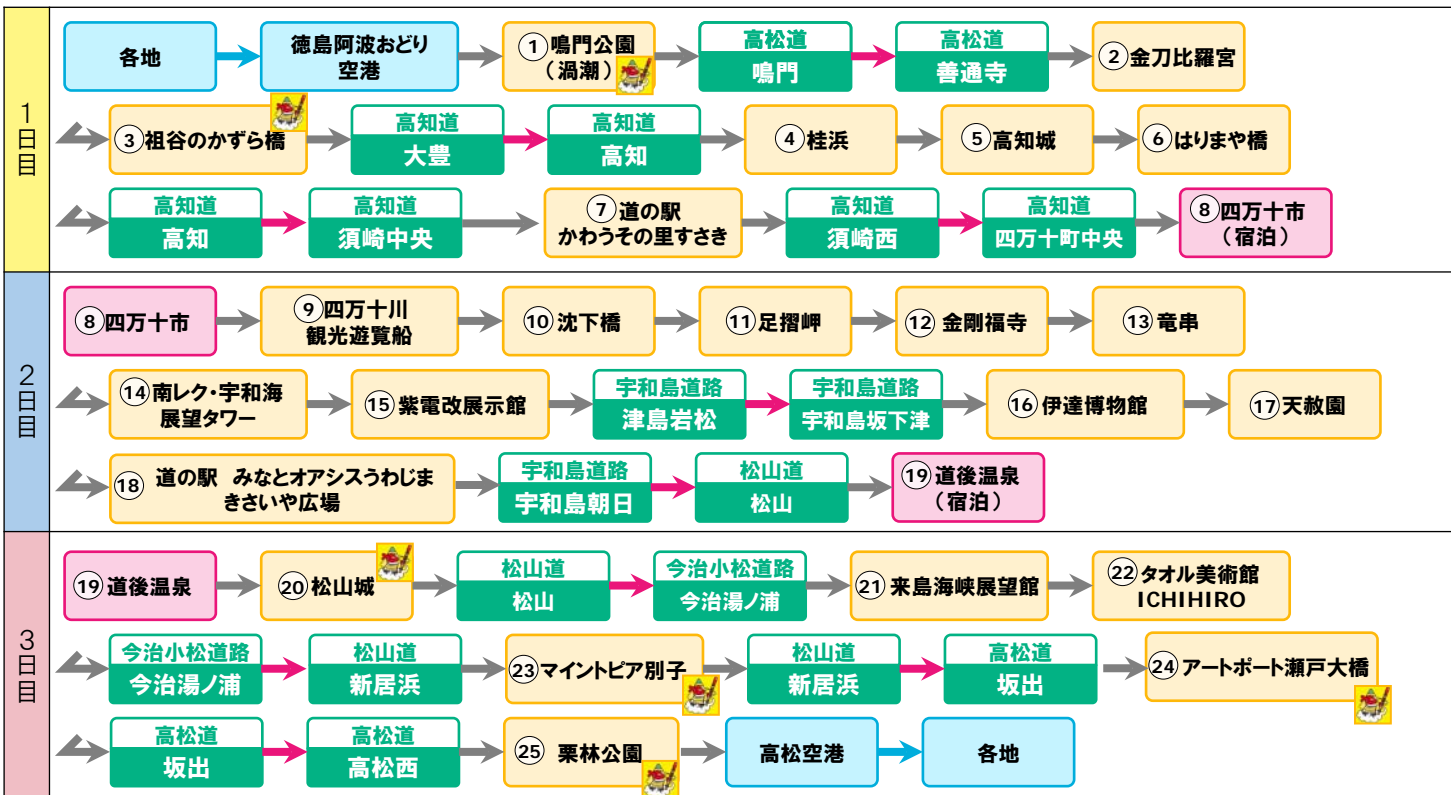 1日目
各地
徳島阿波おどり
空港
①鳴門公園
(渦潮)
高松道
鳴門
高松道
善通寺
②金刀比羅宮
③祖谷のかずら橋
高知道
大豊
高知道
高知
④桂浜
⑤高知城
⑥はりまや橋
高知道
高知
高知道
須崎中央
⑦道の駅
かわうその里すさき
高知道
須崎西
高知道
四万十町中央
⑧四万十市
(宿泊)
2日目
⑧四万十市
⑨四万十川
観光遊覧船
⑩沈下橋
⑪足摺岬
⑫金剛福寺
⑬竜串
⑭南レク・宇和海
展望タワー
⑮紫電改展示館
宇和島道路
津島岩松
宇和島道路
宇和島坂下津
⑯伊達博物館
⑰天赦園
⑱道の駅 みなとオアシスうわじま
きさいや広場
宇和島道路
宇和島朝日
松山道
松山
⑲道後温泉
(宿泊)
3日目
⑲道後温泉
⑳松山城
松山道
松山
今治小松道路
今治湯ノ浦
㉑来島海峡展望館
㉒タオル美術館
ICHIHIRO
今治小松道路
今治湯ノ浦
松山道
新居浜
㉓マイントピア別子
松山道
新居浜
高松道
坂出
㉔アートポート瀬戸大橋
高松道
坂出
高松道
高松西
㉕栗林公園
高松空港
各地